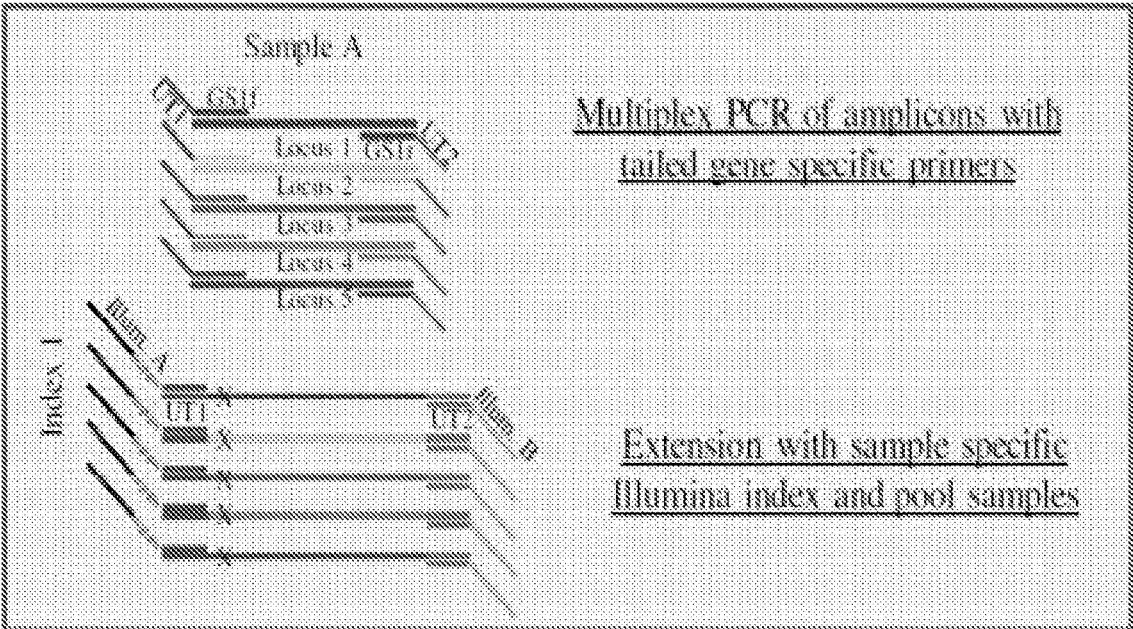 Sample A
UT1
GS1f
UT2
Locus 1
GS1r
Locus 2
Locus 3
Locus 4
Locus 5
Multiplex PCR of amplicons with
tailed gene specific primers
Index 1
Illum. A
UT1
X
UT2
Illum. B
X
X
X
X
Extension with sample specific
Illumina index and pool samples